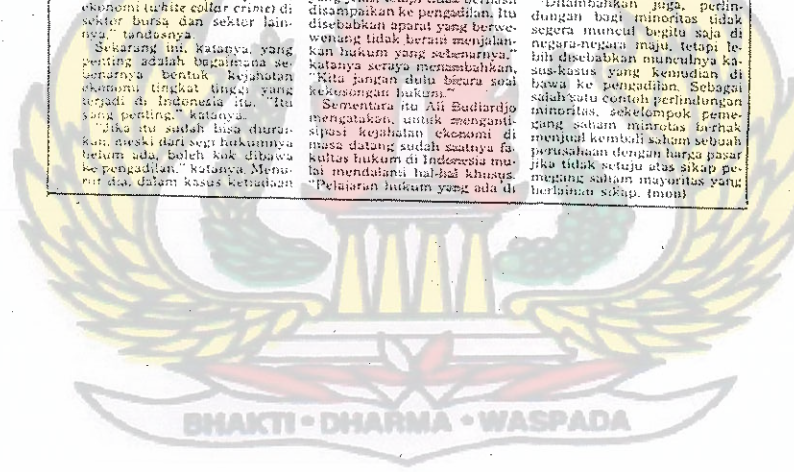 ekonomi (white collar crime) di
sektor bursa dan sektor lain-
nya," tandasnya.
"Sekarang ini, katanya, yang
penting adalah bagaimana se-
benarnya bentuk kejahatan
ekonomi tingkat tinggi yang
terjadi di Indonesia itu. "Itu
yang penting," katanya.
"Jika itu sudah bisa diurai-
kan, meski dari segi hukumnya
belum ada, boleh kok dibawa
ke pengadilan," katanya. Menu-
rut dia, dalam kasus ketiadaan
disampaikan ke pengadilan. Itu
disebabkan aparat yang berwe-
wenang tidak berani menjalan-
kan hukum yang sebenarnya,"
katanya seraya menambahkan,
"Kita jangan dulu bicara soal
kekosongan hukum."
Sementara itu Ali Budiardjo
mengatakan, untuk menganti-
sipasi kejahatan ekonomi di
masa datang sudah saatnya fa-
kultas hukum di Indonesia mu-
lai mendalami hal-hal khusus.
"Pelajaran hukum yang ada di
Ditambahkan juga, perlin-
dungan bagi minoritas tidak
segera muncul begitu saja di
negara-negara maju, tetapi le-
bih disebabkan munculnya ka-
sus-kasus yang kemudian di
bawa ke pengadilan. Sebagai
salah satu contoh perlindungan
minoritas, sekelompok peme-
gang saham minrotas berhak
menjual kembali saham sebuah
perusahaan dengan harga pasar
jika tidak setuju atas sikap pe-
megang saham mayoritas yang
berlainan sikap. (mon)
BHAKTI • DHARMA • WASPADA